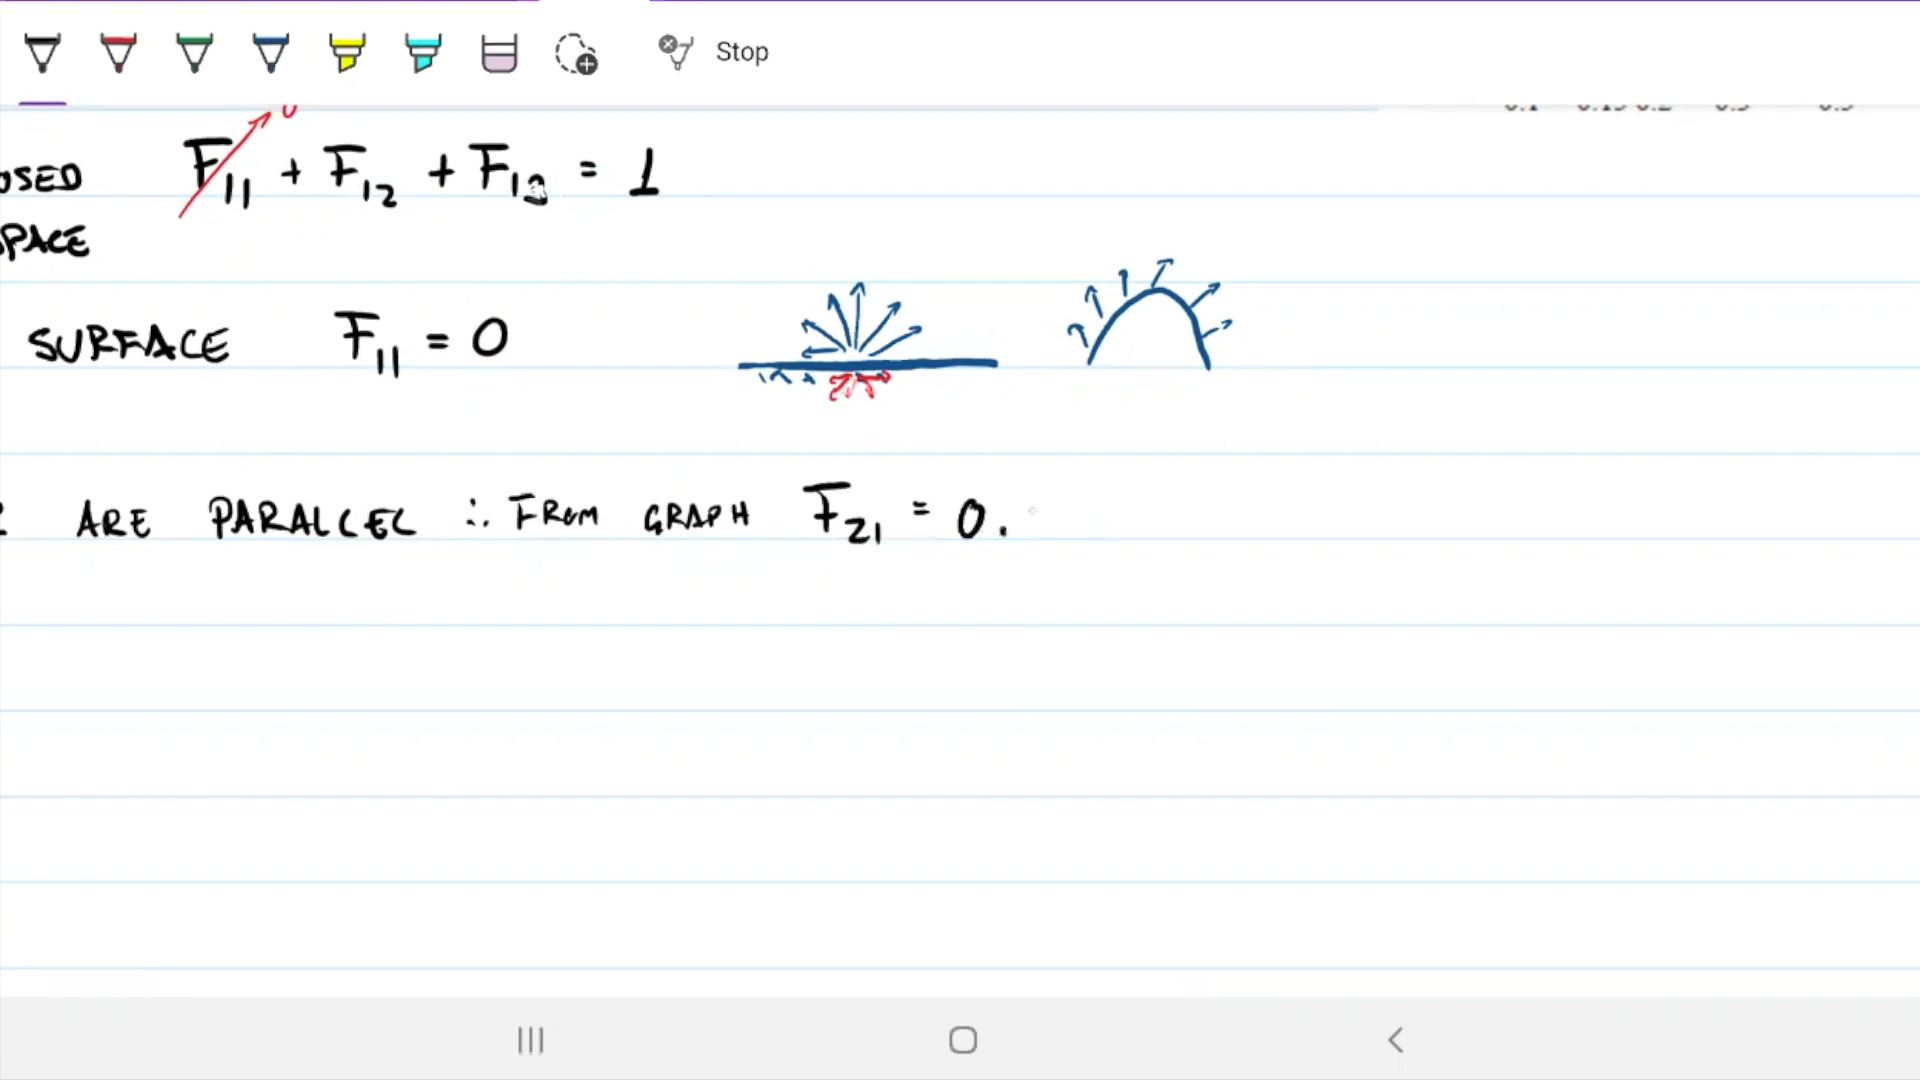 Stop
OSED F11 + F12 + F13 = 1
PACE
SURFACE F11 = 0
ARE PARALLEL ∴ FROM GRAPH F21 = 0.